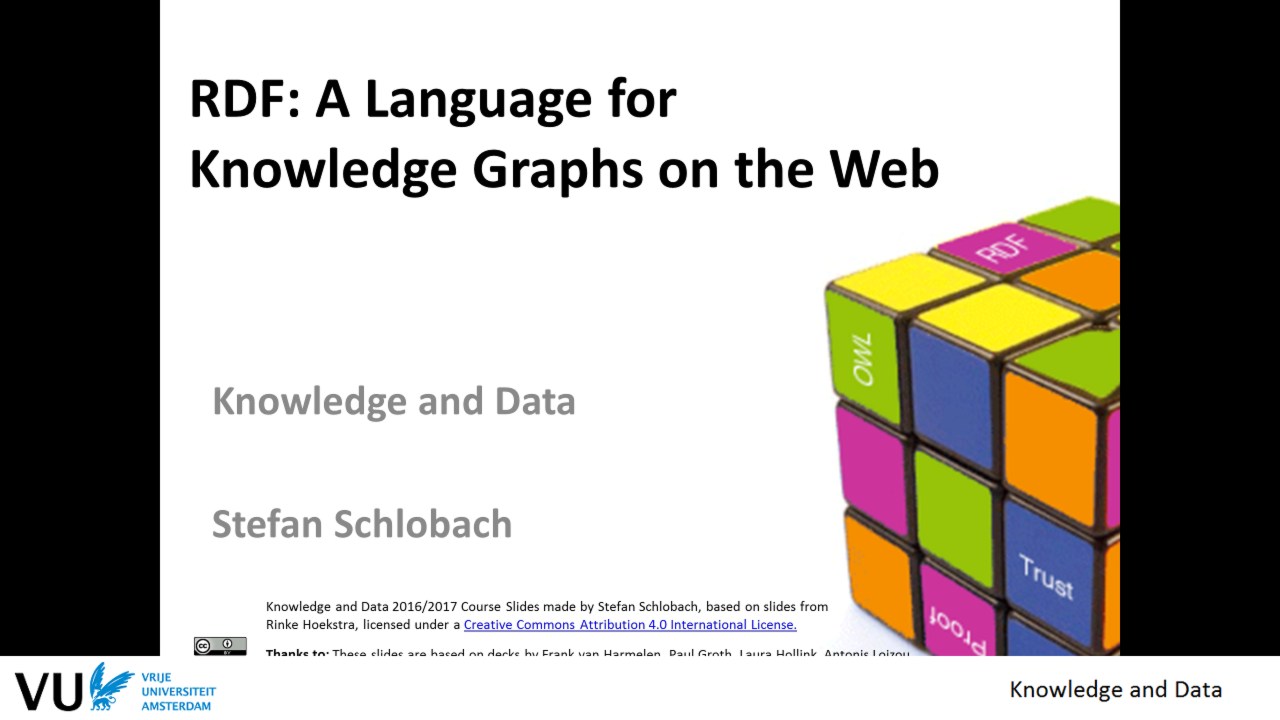 RDF: A Language for
Knowledge Graphs on the Web
RDF
OWL
Knowledge and Data
Stefan Schlobach
Trust
Proof
Knowledge and Data 2016/2017 Course Slides made by Stefan Schlobach, based on slides from
Rinke Hoekstra, licensed under a Creative Commons Attribution 4.0 International License.
cc
BY
Thanks to: These slides are based on decks by Frank van Harmelen, Paul Groth, Laura Hollink, Antonis Loizou
VU VRIJE
UNIVERSITEIT
AMSTERDAM
Knowledge and Data